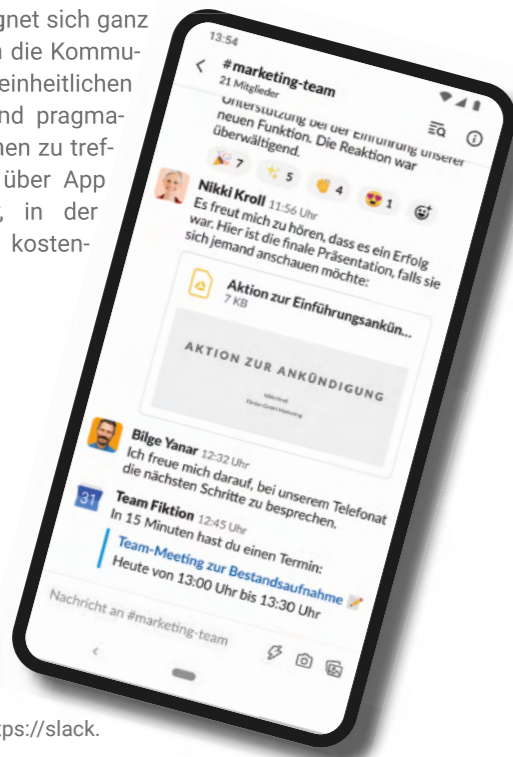 gnet sich ganz
n die Kommu-
einheitlichen
nd pragma-
nen zu tref-
über App
, in der
kosten-
13:54
#marketing-team
21 Mitglieder
Unterstützung bei der Einführung unserer
neuen Funktion. Die Reaktion war
überwältigend.
7 5 4 1
Nikki Kroll 11:56 Uhr
Es freut mich zu hören, dass es ein Erfolg
war. Hier ist die finale Präsentation, falls sie
sich jemand anschauen möchte:
Aktion zur Einführungsankün...
7 KB
AKTION ZUR ANKÜNDIGUNG
Bilge Yanar 12:32 Uhr
Ich freue mich darauf, bei unserem Telefonat
die nächsten Schritte zu besprechen.
31
Team Fiktion 12:45 Uhr
In 15 Minuten hast du einen Termin:
Team-Meeting zur Bestandsaufnahme
Heute von 13:00 Uhr bis 13:30 Uhr
Nachricht an #marketing-team
tps://slack.